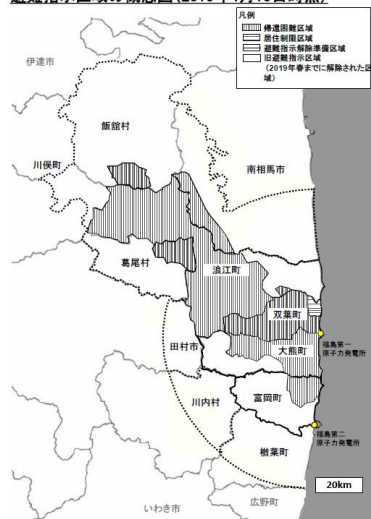 避難指示区域の概念図(2019年4月10日時点)
凡例
帰還困難区域
居住制限区域
避難指示解除準備区域
旧避難指示区域
(2019年春までに解除された区
域)
伊達市
飯舘村
川俣町
南相馬市
葛尾村
浪江町
双葉町
田村市
大熊町
福島第一
原子力発電所
川内村
富岡町
福島第二
原子力発電所
楢葉町
20km
いわき市
広野町